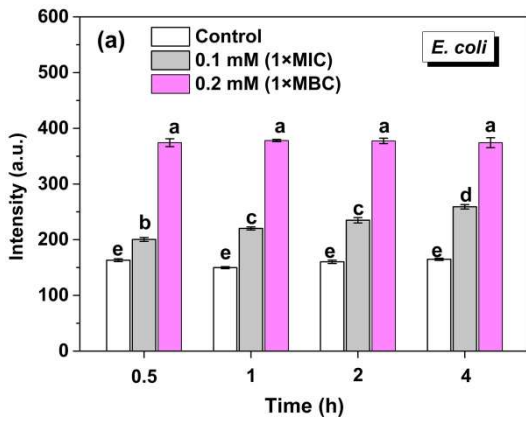 (a)
Control
0.1 mM (1×MIC)
0.2 mM (1×MBC)
E. coli
Intensity (a.u.)
600
500
400
300
200
100
0
e b a
e c a
e c a
e d a
0.5 1 2 4
Time (h)